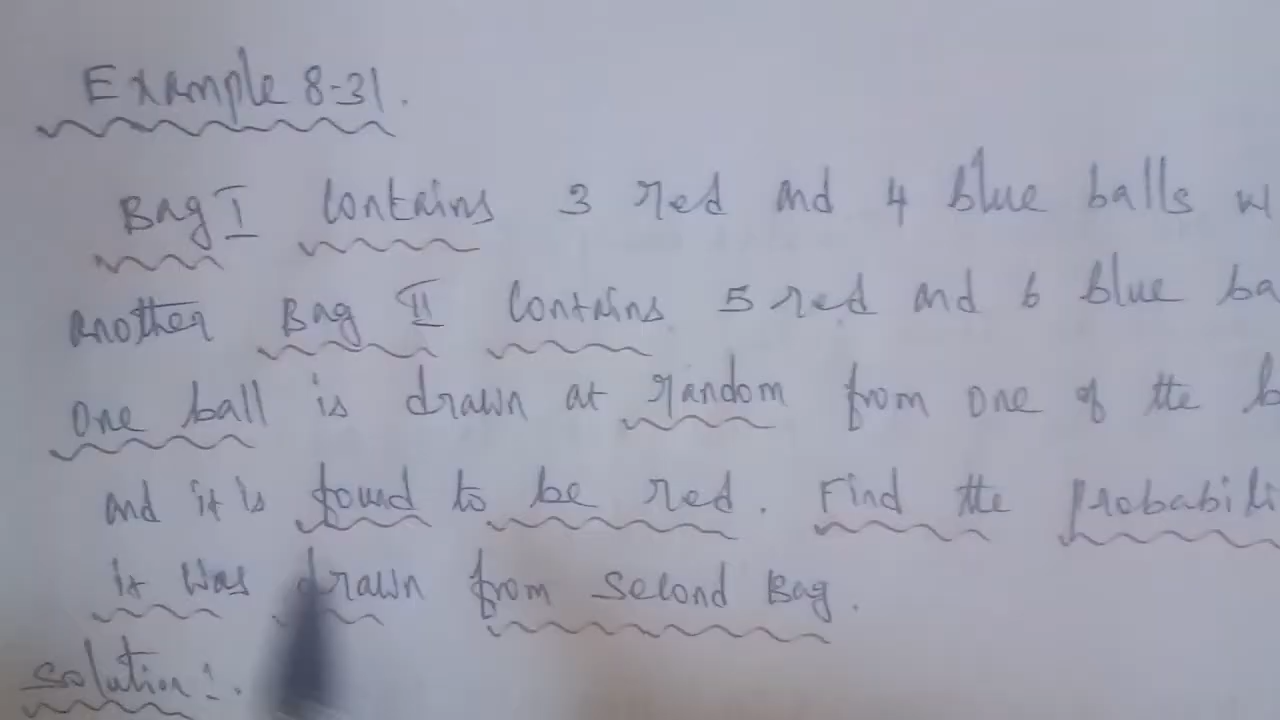 Example 8-31.
Bag I contains 3 red and 4 blue balls
another Bag II contains 5 red and 6 blue
one ball is drawn at random from one of the
and it is found to be red. Find the
it was drawn from second Bag.
solution:.